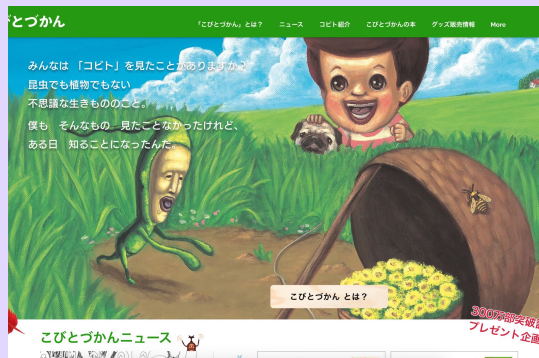 びとづかん
「こびとづかん」とは？
ニュース
コビト紹介
こびとづかんの本
グッズ販売情報
More
みんなは 「コビト」を見たことがありますか？
昆虫でも植物でもない
不思議な生きもののこと。
僕も そんなもの 見たことなかったけれど、
ある日 知ることになったんだ。
こびとづかん とは？
300万部突破記
プレゼント企画
こびとづかんニュース